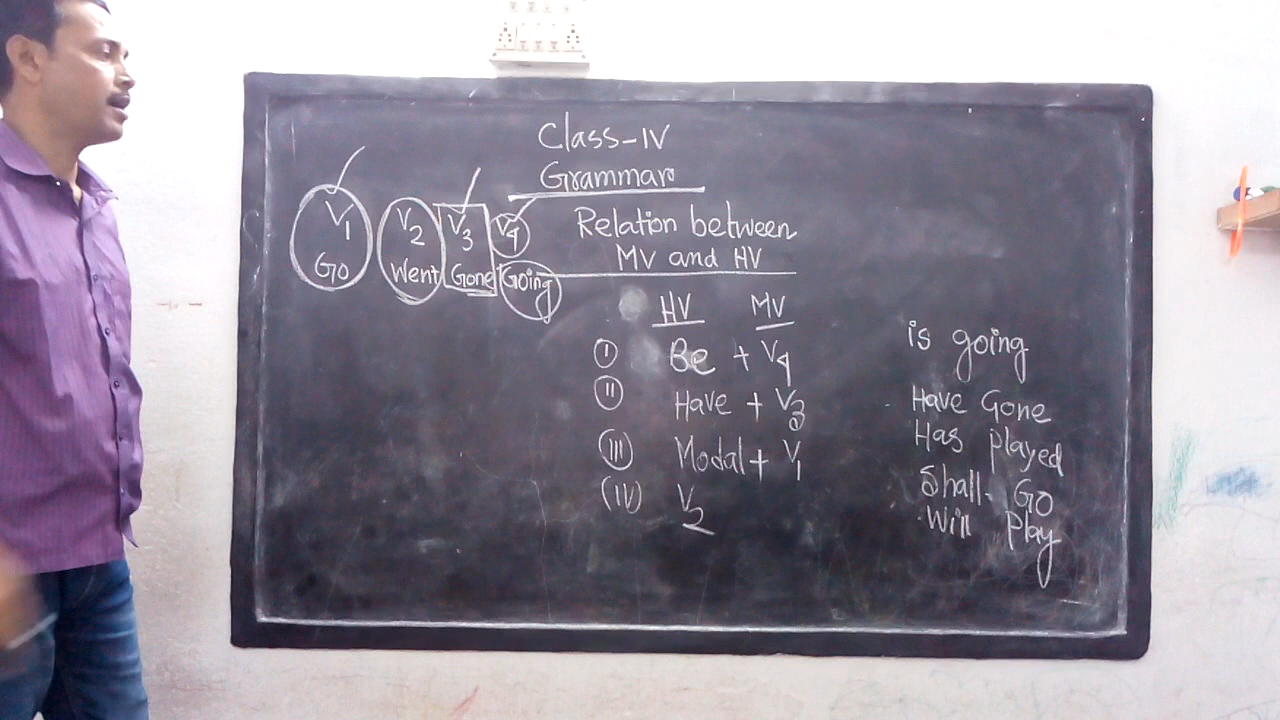 Class-IV
Grammar
V1 V2 V3 V4
Go Went Gone Going
Relation between
MV and HV
HV MV
(I) Be + V4
(II) Have + V3
(III) Modal + V1
(IV) V2
is going
Have Gone
Has played
Shall- Go
Will Play